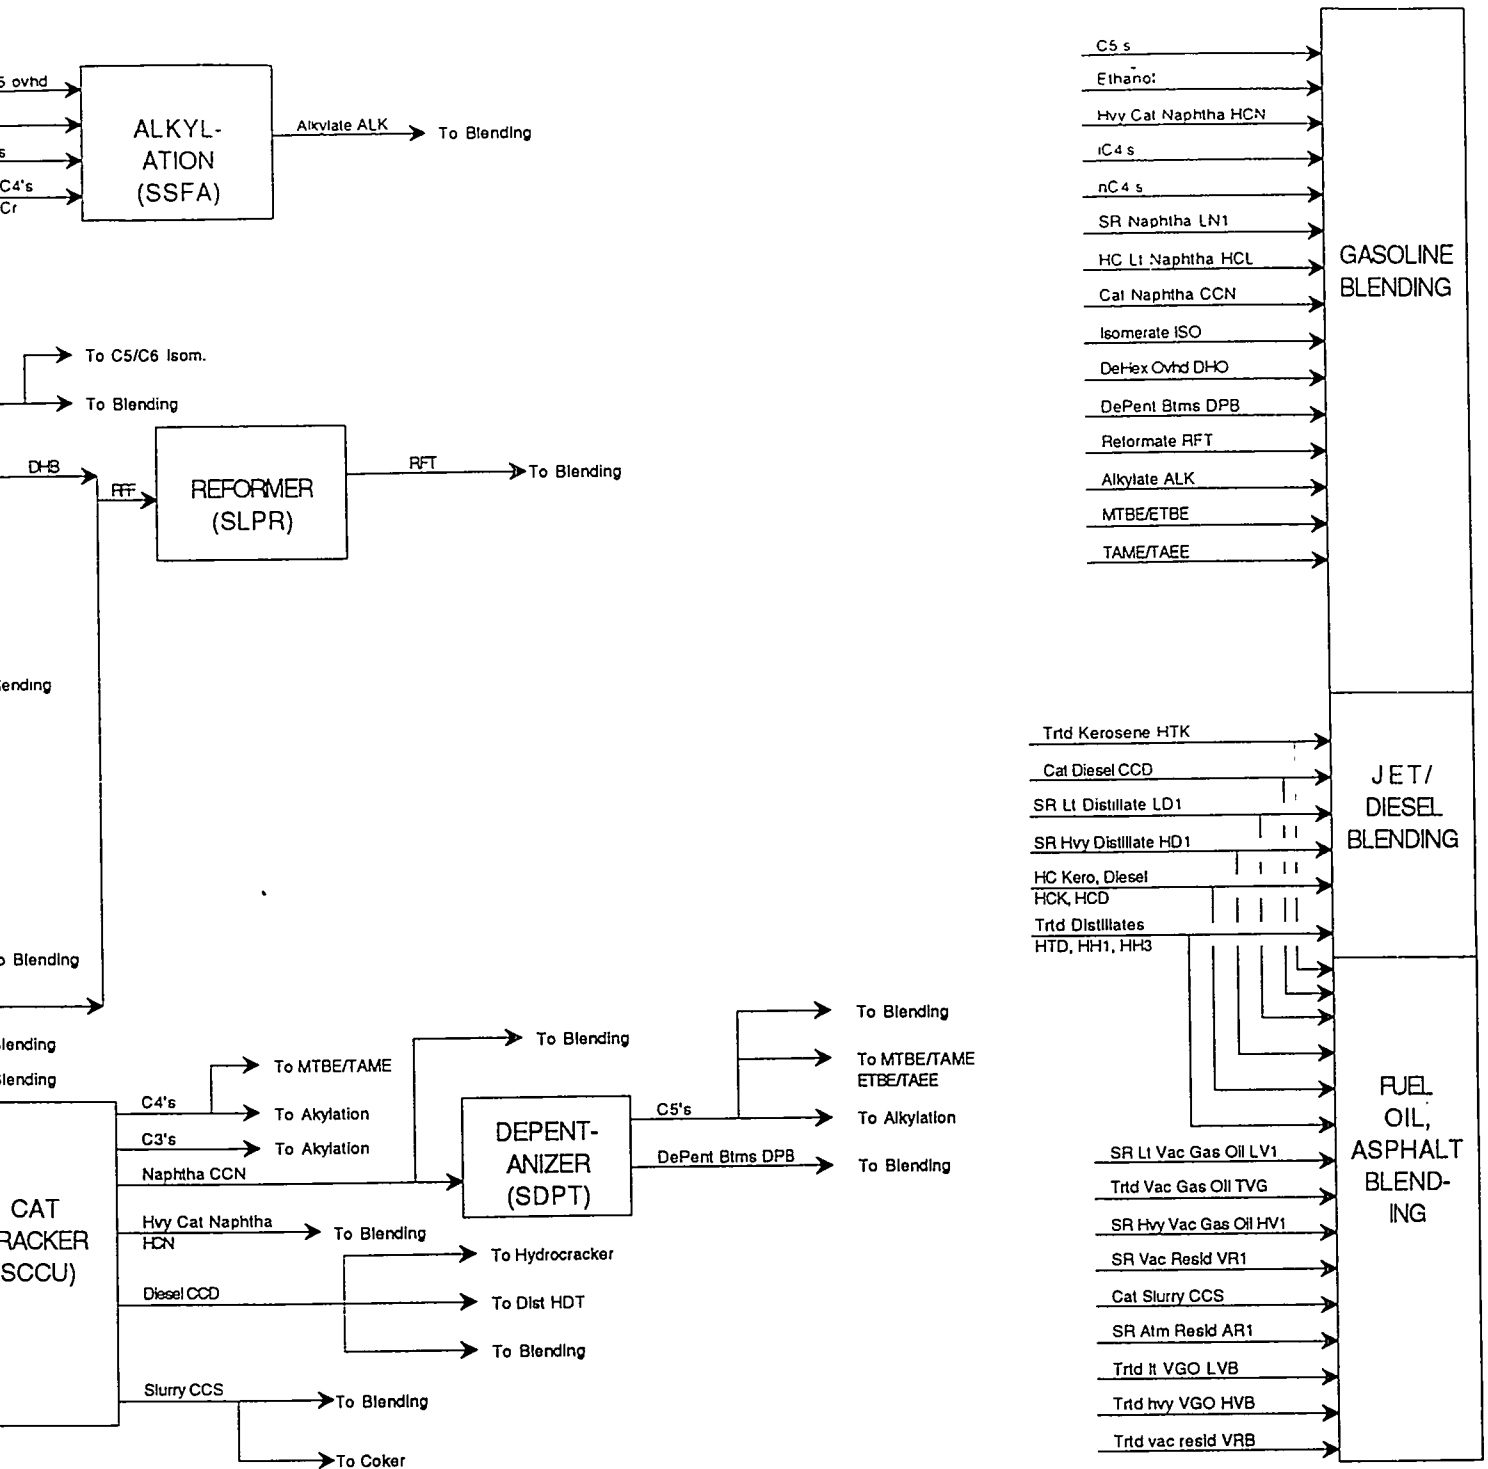 5 ovhd
s
C4's
Cr
ALKYL-
ATION
(SSFA)
Alkylate ALK
To Blending
To C5/C6 Isom.
To Blending
DHB
RFF
REFORMER
(SLPR)
RFT
To Blending
ending
o Blending
lending
lending
CAT
RACKER
SCCU)
C4's
To MTBE/TAME
To Akylation
C3's
To Akylation
Naphtha CCN
To Blending
Hvy Cat Naphtha
HCN
To Blending
Diesel CCD
To Hydrocracker
To Dist HDT
To Blending
Slurry CCS
To Blending
To Coker
DEPENT-
ANIZER
(SDPT)
C5's
To Blending
To MTBE/TAME
ETBE/TAEE
To Alkylation
DePent Btms DPB
To Blending
C5 s
Ethanol
Hvy Cat Naphtha HCN
iC4 s
nC4 s
SR Naphtha LN1
HC Lt Naphtha HCL
Cat Naphtha CCN
Isomerate ISO
DeHex Ovhd DHO
DePent Btms DPB
Reformate RFT
Alkylate ALK
MTBE/ETBE
TAME/TAEE
GASOLINE
BLENDING
Trtd Kerosene HTK
Cat Diesel CCD
SR Lt Distillate LD1
SR Hvy Distillate HD1
HC Kero, Diesel
HCK, HCD
Trtd Distillates
HTD, HH1, HH3
JET/
DIESEL
BLENDING
SR Lt Vac Gas Oil LV1
Trtd Vac Gas Oil TVG
SR Hvy Vac Gas Oil HV1
SR Vac Resid VR1
Cat Slurry CCS
SR Atm Resid AR1
Trtd lt VGO LVB
Trtd hvy VGO HVB
Trtd vac resid VRB
FUEL
OIL,
ASPHALT
BLEND-
ING